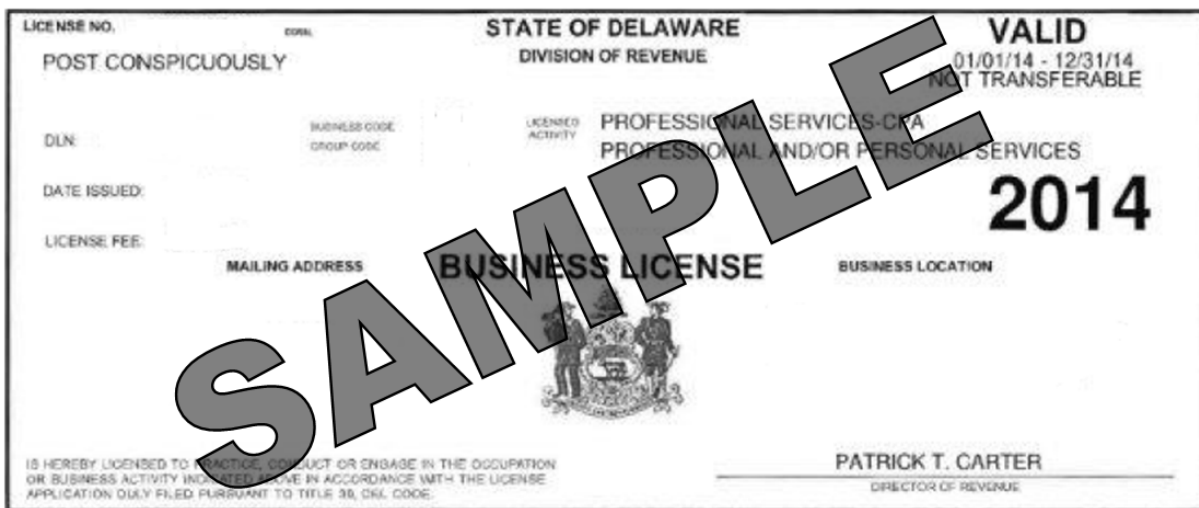 LICENSE NO.
POST CONSPICUOUSLY
STATE OF DELAWARE
DIVISION OF REVENUE
VALID
01/01/14 - 12/31/14
NOT TRANSFERABLE
DLN:
BUSINESS CODE
GROUP CODE
LICENSED
ACTIVITY
PROFESSIONAL SERVICES-CPA
PROFESSIONAL AND/OR PERSONAL SERVICES
DATE ISSUED:
2014
LICENSE FEE:
MAILING ADDRESS
BUSINESS LICENSE
BUSINESS LOCATION
SAMPLE
IS HEREBY LICENSED TO PRACTICE, CONDUCT OR ENGAGE IN THE OCCUPATION
OR BUSINESS ACTIVITY INDICATED ABOVE IN ACCORDANCE WITH THE LICENSE
APPLICATION DULY FILED PURSUANT TO TITLE 30, DEL. CODE.
PATRICK T. CARTER
DIRECTOR OF REVENUE